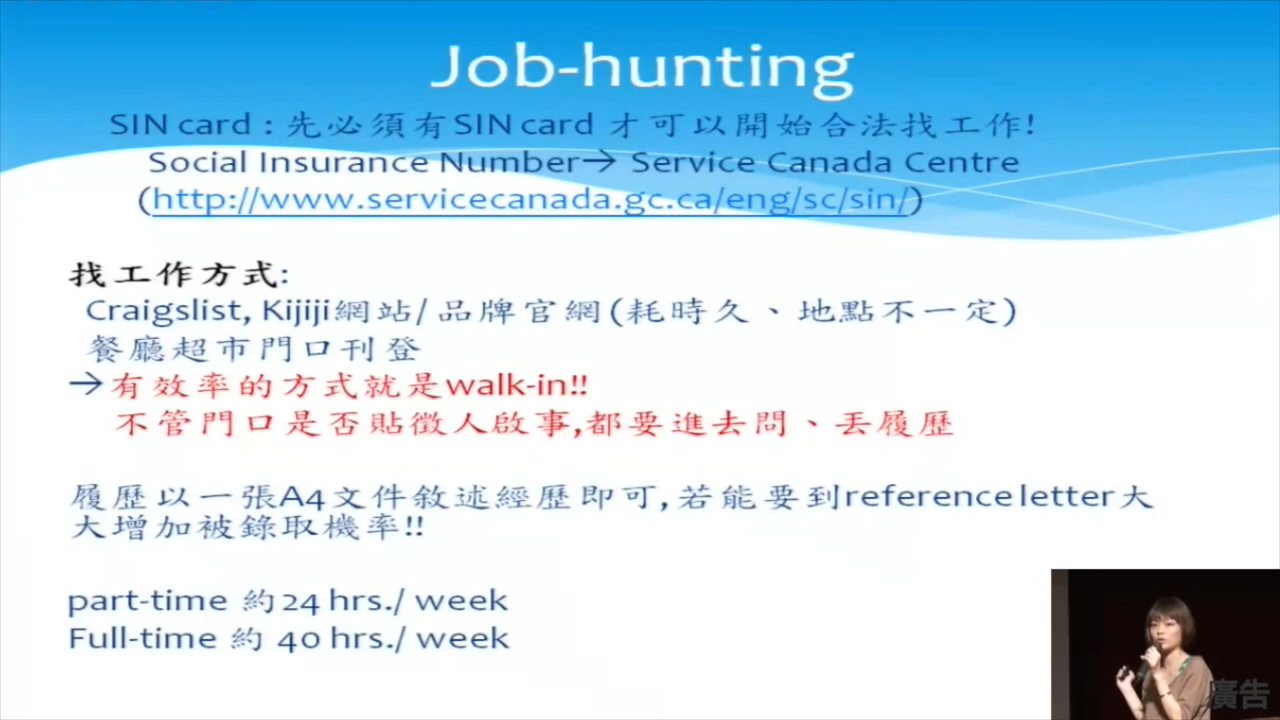 Job-hunting
SIN card : 先必須有SIN card 才可以開始合法找工作!
Social Insurance Number→ Service Canada Centre
(http://www.servicecanada.gc.ca/eng/sc/sin/)
找工作方式:
Craigslist, Kijiji網站/ 品牌官網(耗時久、地點不一定)
餐廳超市門口刊登
→有效率的方式就是walk-in!!
不管門口是否貼徵人啟事,都要進去問、丟履歷
履歷以一張A4文件敘述經歷即可,若能要到reference letter大
大增加被錄取機率!!
part-time 約24 hrs./ week
Full-time 約 40 hrs./ week
廣告